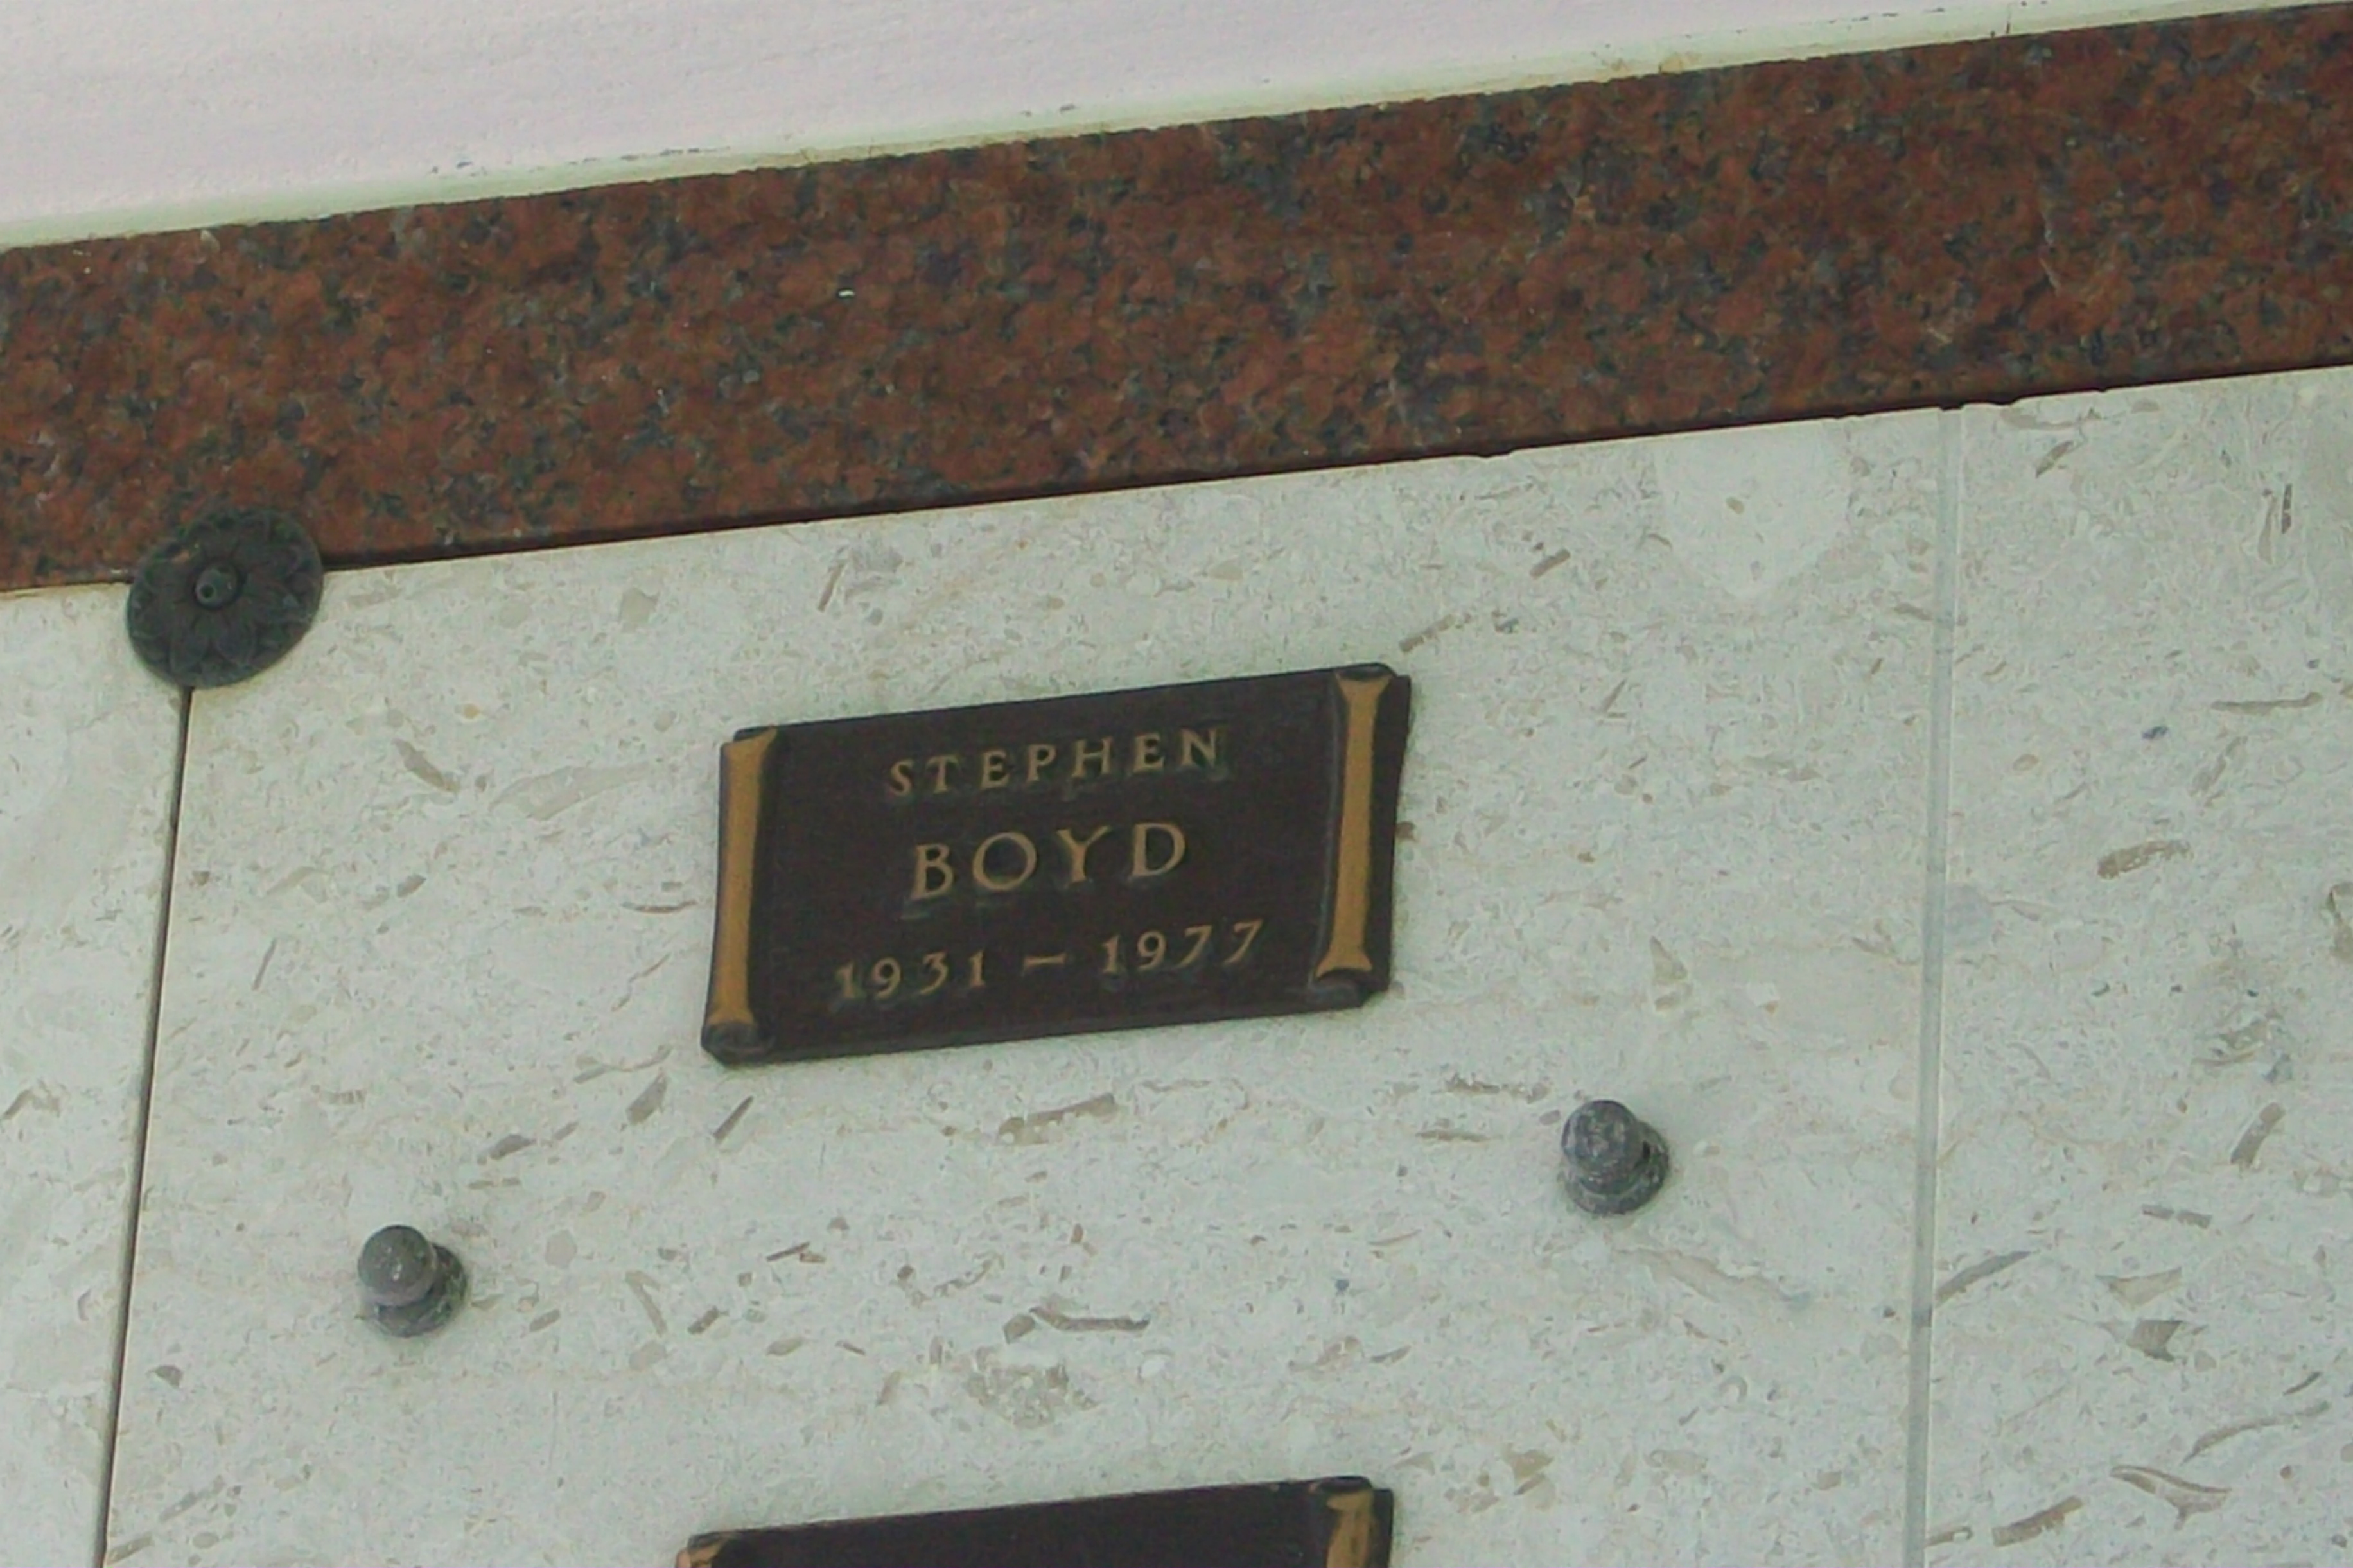 STEPHEN
BOYD
1931 – 1977